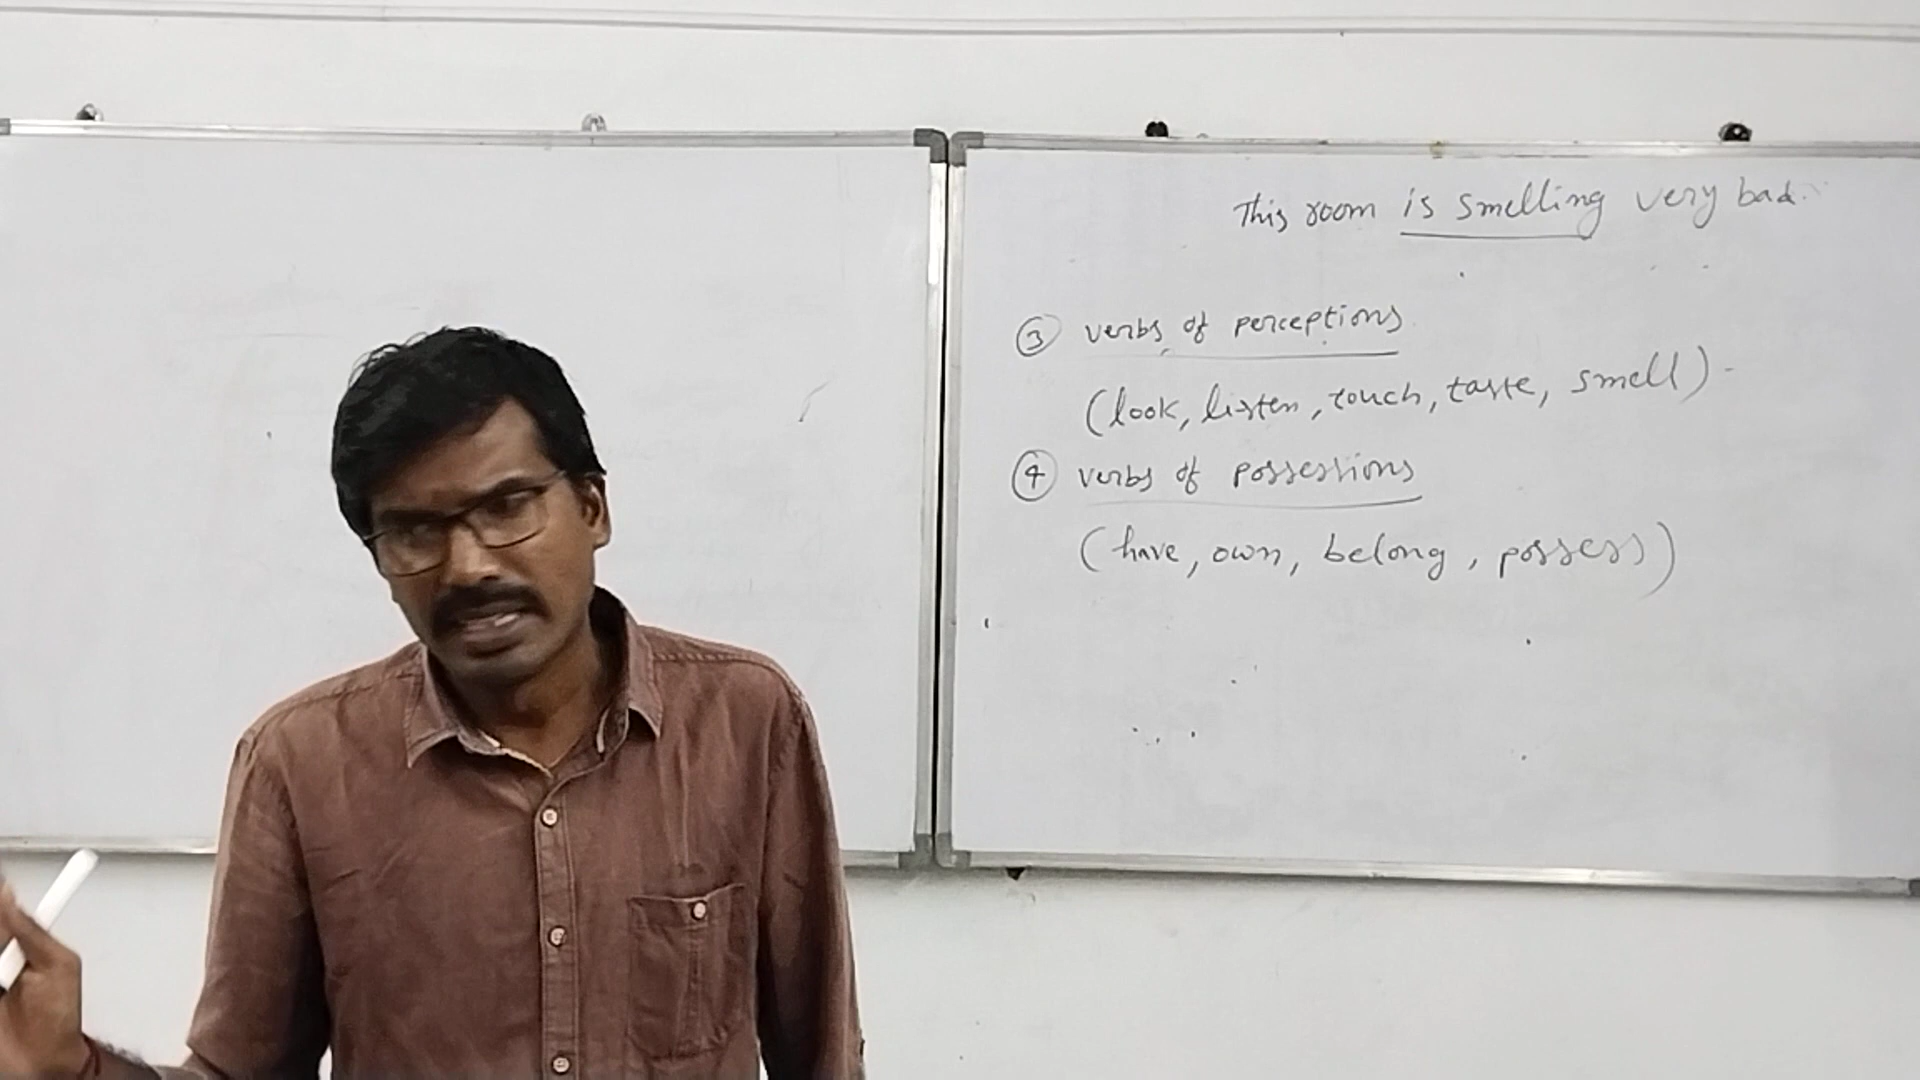 This room is smelling very bad.
③ verbs of perceptions
(look, listen, touch, taste, smell).
④ verbs of possessions
(have, own, belong, possess)